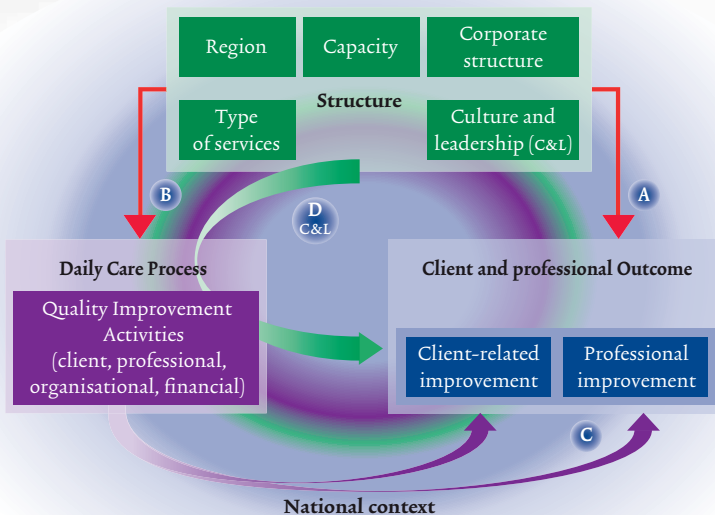 Region
Capacity
Corporate
structure
Structure
Type
of services
Culture and
leadership (C&L)
B
D
C&L
A
Daily Care Process
Quality Improvement
Activities
(client, professional,
organisational, financial)
Client and professional Outcome
Client-related
improvement
Professional
improvement
C
National context